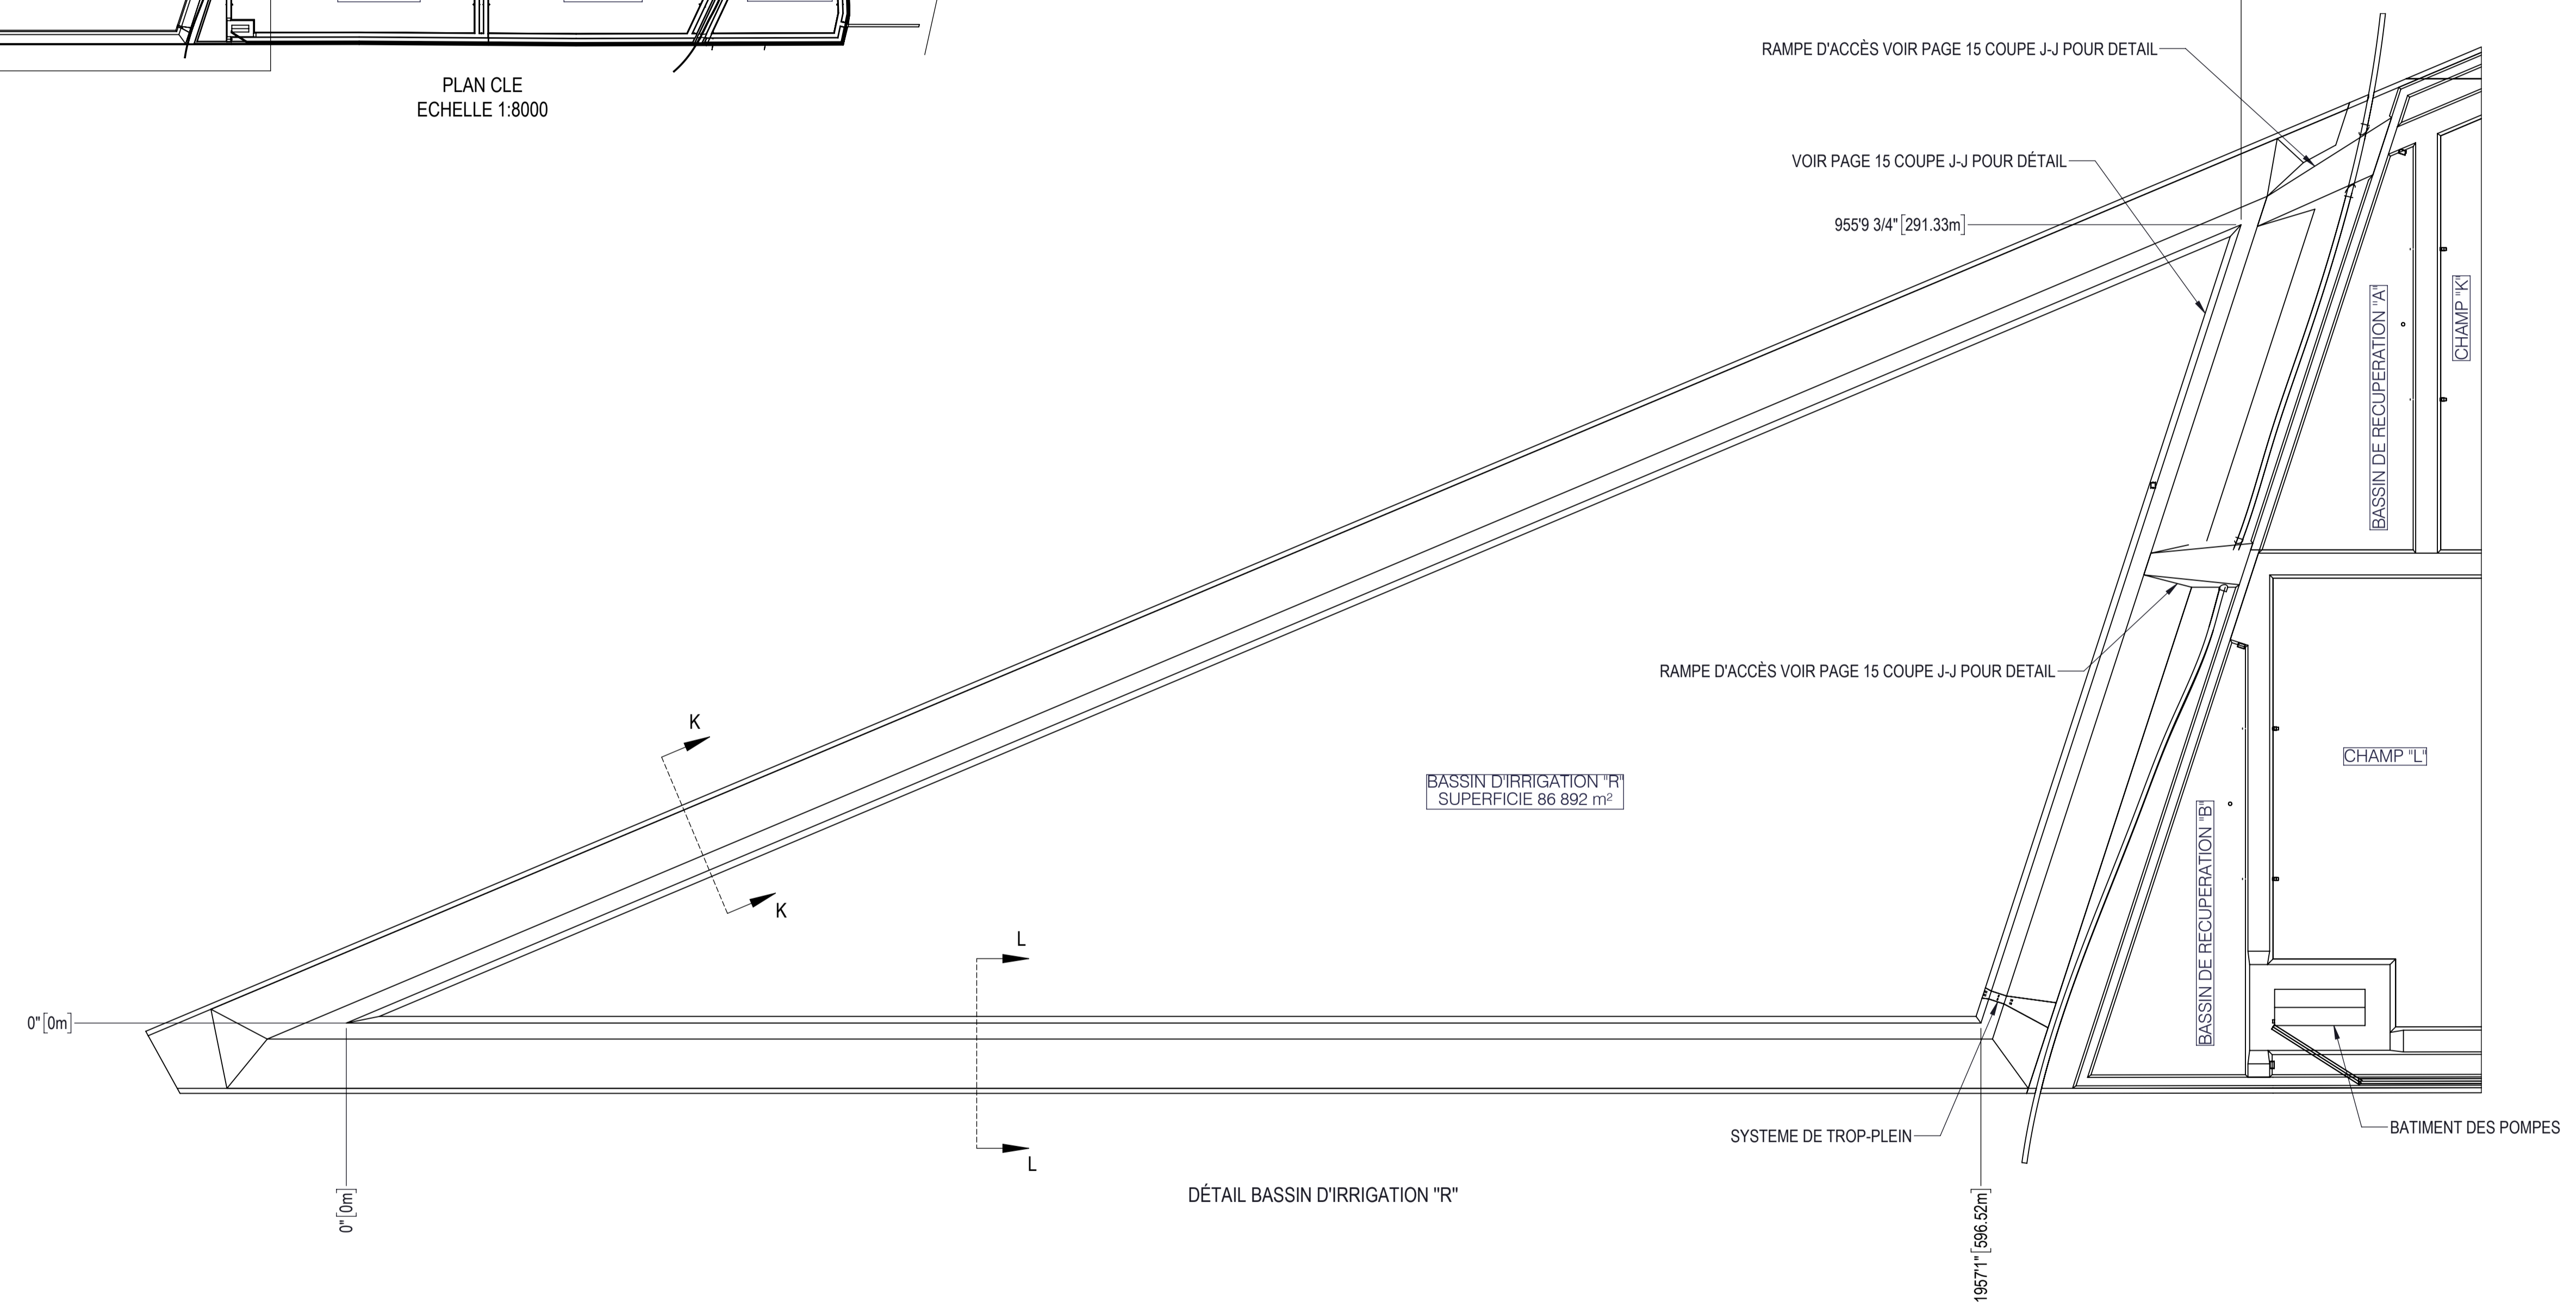 PLAN CLE
ECHELLE 1:8000
RAMPE D'ACCÈS VOIR PAGE 15 COUPE J-J POUR DETAIL
VOIR PAGE 15 COUPE J-J POUR DÉTAIL
955'9 3/4" [291.33m]
BASSIN DE RECUPERATION "A"
CHAMP "K"
RAMPE D'ACCÈS VOIR PAGE 15 COUPE J-J POUR DETAIL
K
K
BASSIN D'IRRIGATION "R"
SUPERFICIE 86 892 m²
CHAMP "L"
BASSIN DE RECUPERATION "B"
L
L
0" [0m]
0" [0m]
SYSTEME DE TROP-PLEIN
BATIMENT DES POMPES
DÉTAIL BASSIN D'IRRIGATION "R"
1957'1" [596.52m]